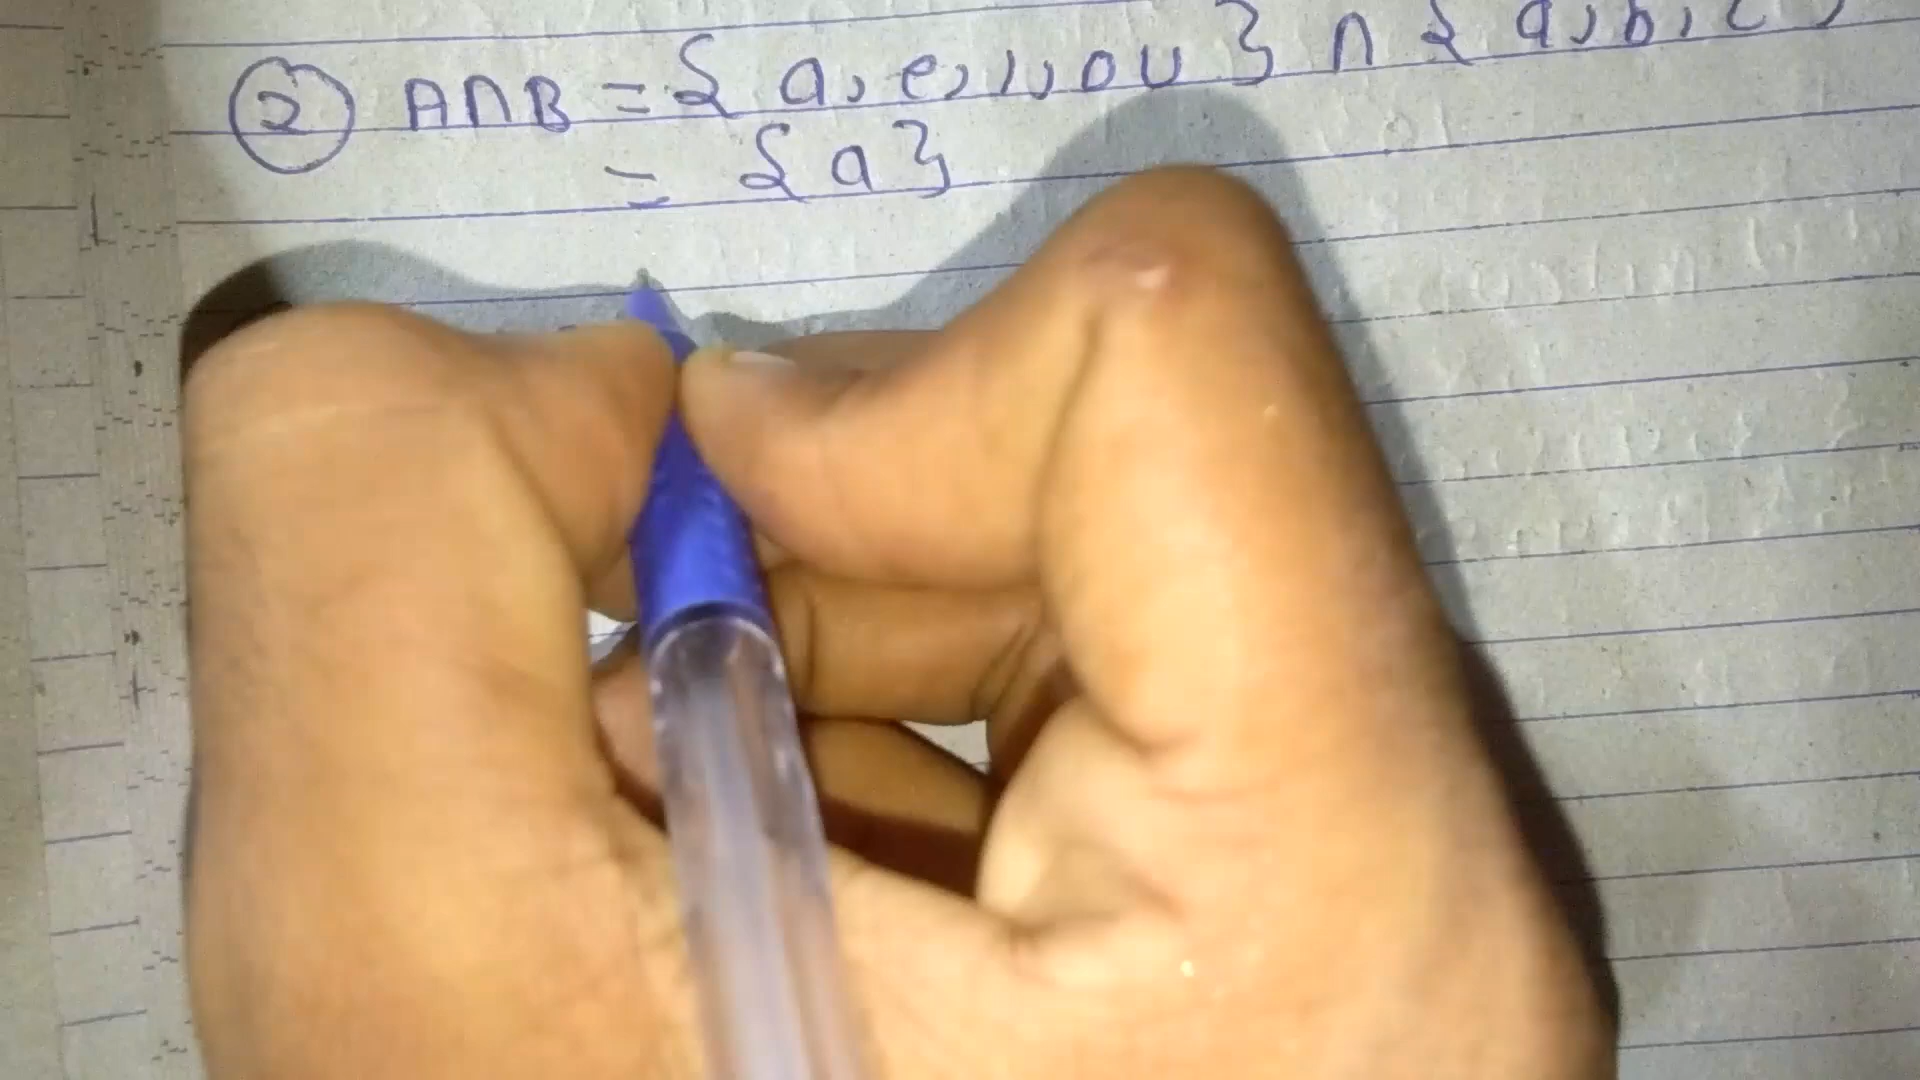 ② A∩B = { a, e, i, o u } ∩ { a, b, c,
= { a }